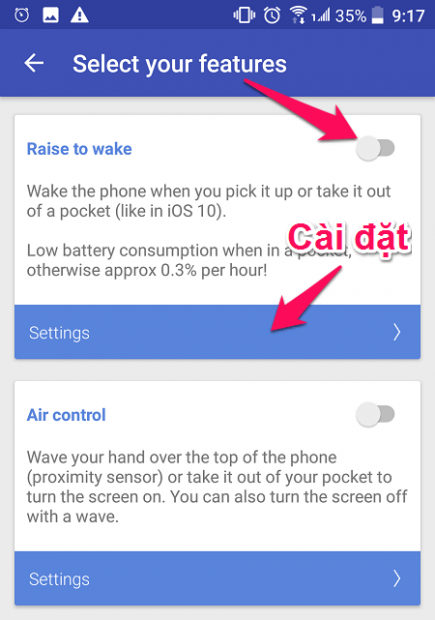 35% 9:17
Select your features
Raise to wake
Wake the phone when you pick it up or take it out
of a pocket (like in iOS 10).
Cài đặt
Low battery consumption when in a pocket,
otherwise approx 0.3% per hour!
Settings
Air control
Wave your hand over the top of the phone
(proximity sensor) or take it out of your pocket to
turn the screen on. You can also turn the screen off
with a wave.
Settings